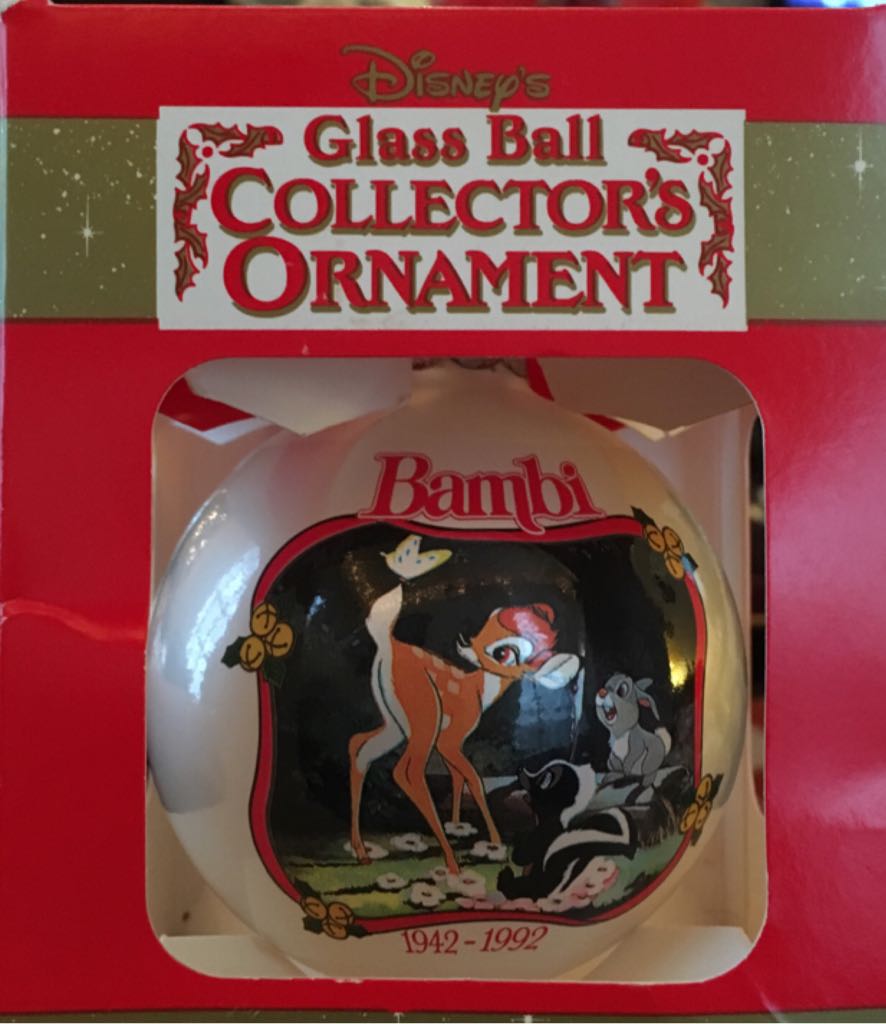 Disney's
Glass Ball
COLLECTOR'S
ORNAMENT
Bambi
1942-1992